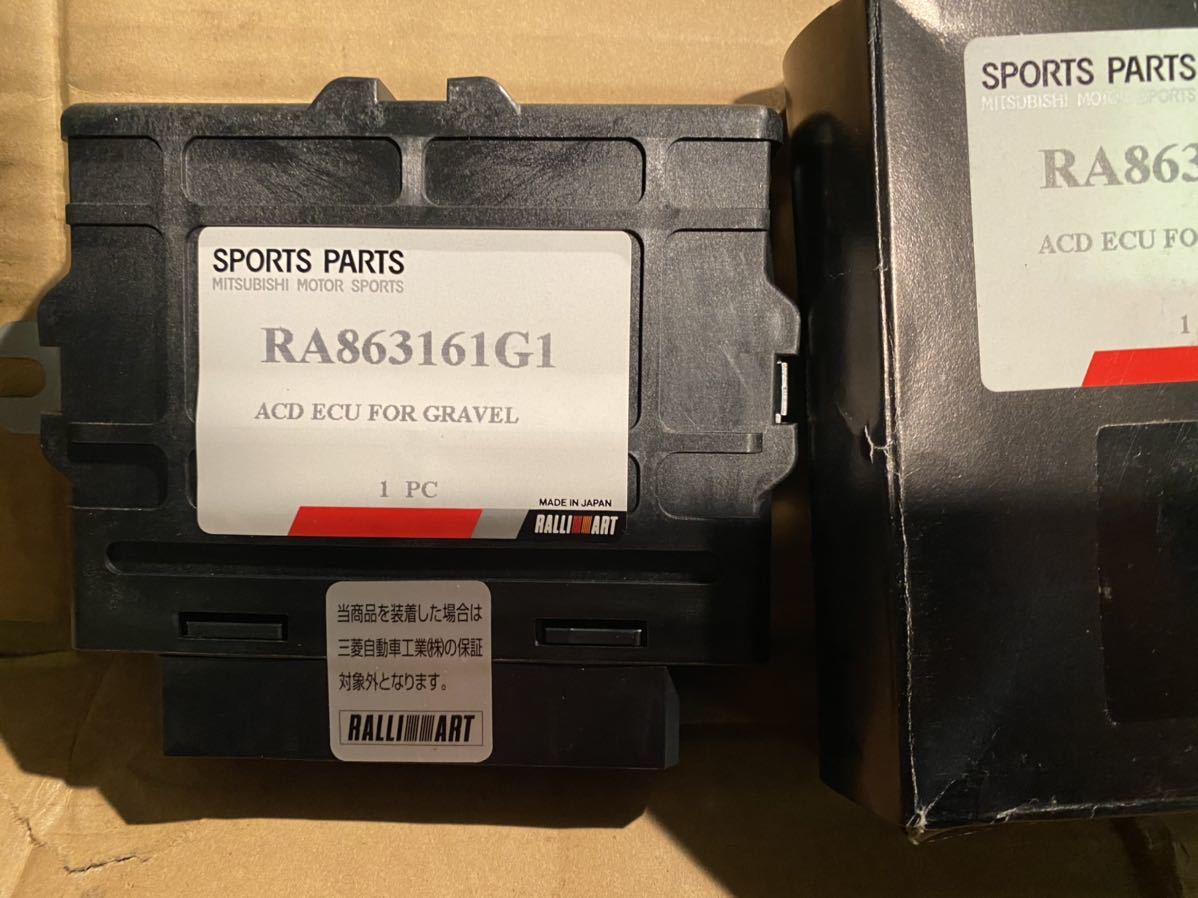 SPORTS PARTS
MITSUBISHI MOTOR SPORTS
RA863161G1
ACD ECU FOR GRAVEL
1 PC
MADE IN JAPAN
RALLIART
当商品を装着した場合は
三菱自動車工業㈱の保証
対象外となります。
RALLIART
SPORTS PARTS
MITSUBISHI MOTOR SPORTS
RA863
ACD ECU FO
1